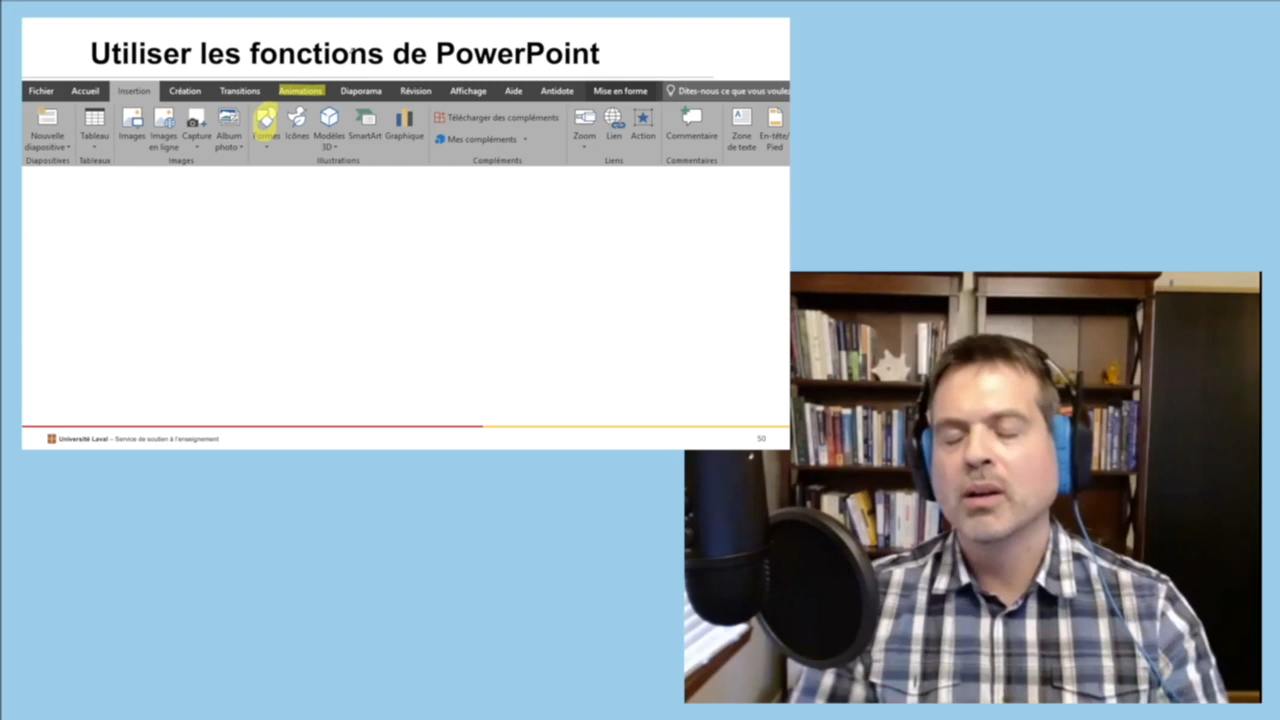 Utiliser les fonctions de PowerPoint
Fichier Accueil Insertion Création Transitions Animations Diaporama Révision Affichage Aide Antidote Mise en forme Dites-nous ce que vous voule
Nouvelle diapositive Tableau Images Images en ligne Capture Album photo Formes Icônes Modèles 3D SmartArt Graphique Télécharger des compléments Mes compléments Zoom Lien Action Commentaire Zone de texte En-tête/ Pied
Diapositives Tableaux Images Illustrations Compléments Liens Commentaires
Université Laval – Service de soutien à l'enseignement 50